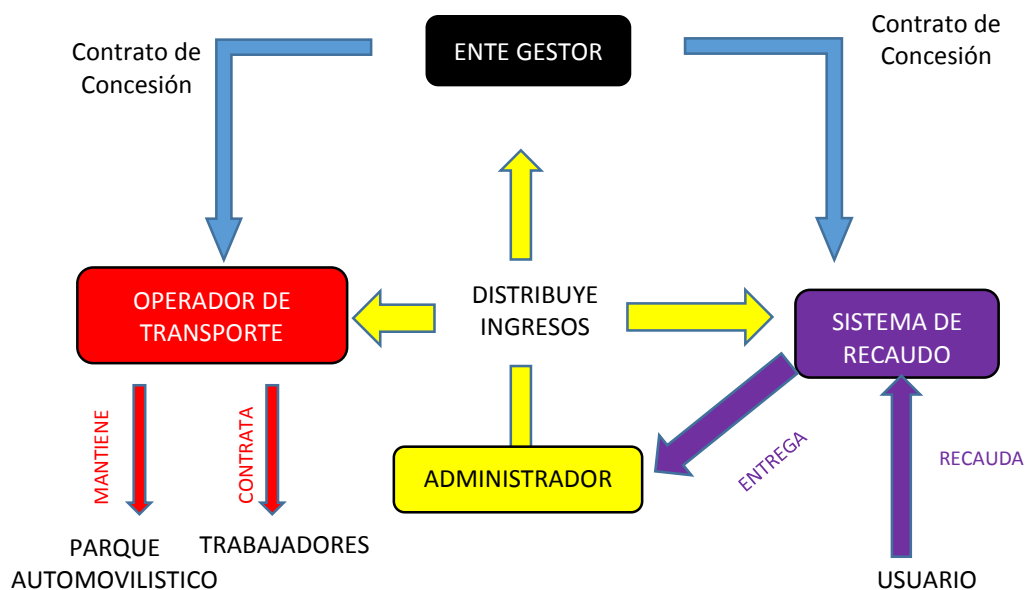 Contrato de
Concesión
ENTE GESTOR
Contrato de
Concesión
OPERADOR DE
TRANSPORTE
DISTRIBUYE
INGRESOS
SISTEMA DE
RECAUDO
MANTIENE
CONTRATA
ADMINISTRADOR
ENTREGA
RECAUDA
PARQUE
AUTOMOVILISTICO
TRABAJADORES
USUARIO